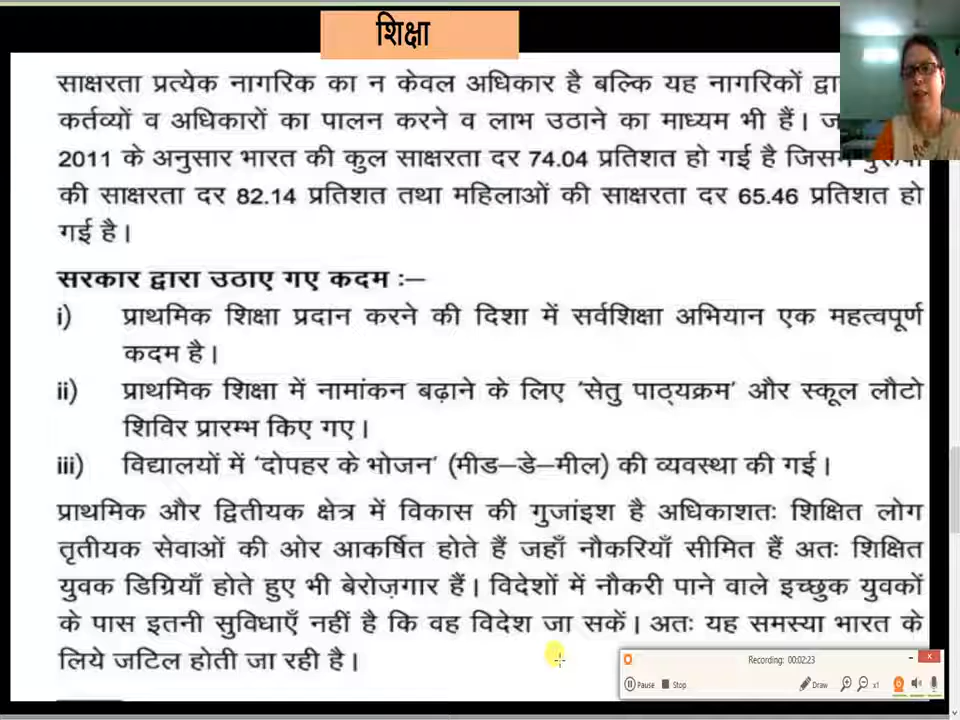 शिक्षा
साक्षरता प्रत्येक नागरिक का न केवल अधिकार है बल्कि यह नागरिकों
कर्तव्यों व अधिकारों का पालन करने व लाभ उठाने का माध्यम भी हैं।
2011 के अनुसार भारत की कुल साक्षरता दर 74.04 प्रतिशत हो गई है
की साक्षरता दर 82.14 प्रतिशत तथा महिलाओं की साक्षरता दर 65.46 प्रतिशत हो
गई है।
सरकार द्वारा उठाए गए कदम :–
i) प्राथमिक शिक्षा प्रदान करने की दिशा में सर्वशिक्षा अभियान एक महत्वपूर्ण
कदम है।
ii) प्राथमिक शिक्षा में नामांकन बढ़ाने के लिए 'सेतु पाठ्यक्रम' और स्कूल लौटो
शिविर प्रारम्भ किए गए।
iii) विद्यालयों में 'दोपहर के भोजन' (मीड–डे–मील) की व्यवस्था की गई।
प्राथमिक और द्वितीयक क्षेत्र में विकास की गुजांइश है अधिकाशतः शिक्षित लोग
तृतीयक सेवाओं की ओर आकर्षित होते हैं जहाँ नौकरियाँ सीमित हैं अतः शिक्षित
युवक डिग्रियाँ होते हुए भी बेरोज़गार हैं। विदेशों में नौकरी पाने वाले इच्छुक युवकों
के पास इतनी सुविधाएँ नहीं है कि वह विदेश जा सकें। अतः यह समस्या भारत के
लिये जटिल होती जा रही है।
Recording: 00:02:23
Pause Stop Draw x1